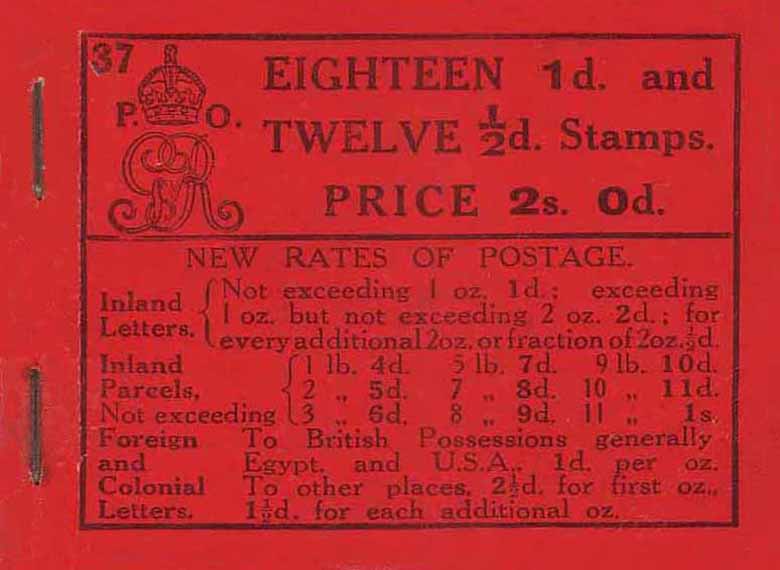 37
P. O.
GVR
EIGHTEEN 1d. and
TWELVE ½d. Stamps.
PRICE 2s. 0d.
NEW RATES OF POSTAGE.
Inland Letters. { Not exceeding 1 oz. 1d.; exceeding
1 oz. but not exceeding 2 oz. 2d.; for
every additional 2oz. or fraction of 2oz. ½d.
Inland { 1 lb. 4d. 5 lb. 7d. 9 lb. 10d.
Parcels, 2 „ 5d. 7 „ 8d. 10 „ 11d.
Not exceeding 3 „ 6d. 8 „ 9d. 11 „ 1s.
Foreign To British Possessions generally
and Egypt, and U.S.A., 1d. per oz.
Colonial To other places, 2½d. for first oz.,
Letters. 1½d. for each additional oz.